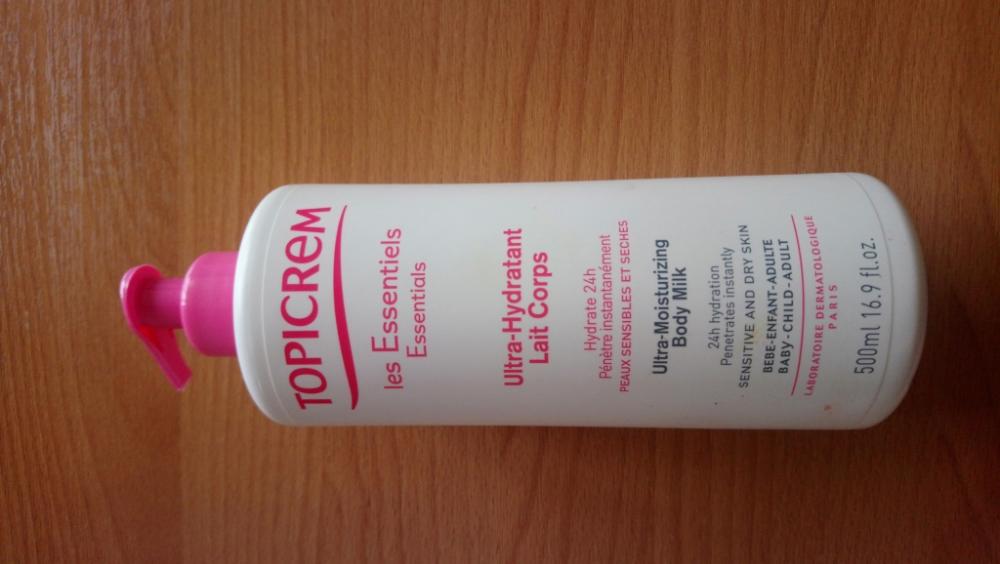 TOPICREM
les Essentiels
Essentials
Ultra-Hydratant
Lait Corps
Hydrate 24h
Pénètre instantanément
PEAUX SENSIBLES ET SECHES
Ultra-Moisturizing
Body Milk
24h hydration
Penetrates instantly
SENSITIVE AND DRY SKIN
BEBE-ENFANT-ADULTE
BABY-CHILD-ADULT
LABORATOIRE DERMATOLOGIQUE
PARIS
500ml 16.9 fl.oz.